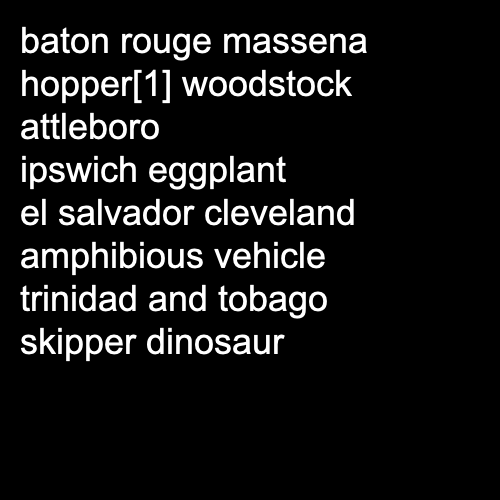 baton rouge massena
hopper[1] woodstock
attleboro
ipswich eggplant
el salvador cleveland
amphibious vehicle
trinidad and tobago
skipper dinosaur